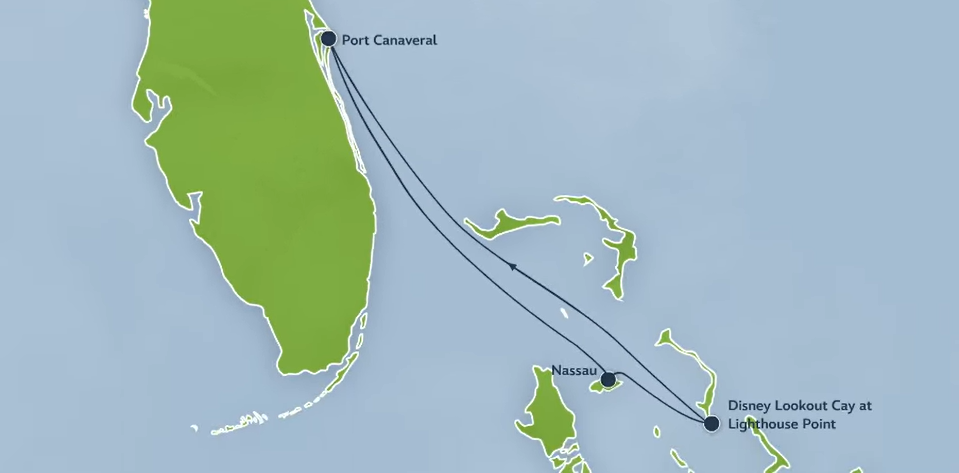 Port Canaveral
Nassau
Disney Lookout Cay at
Lighthouse Point